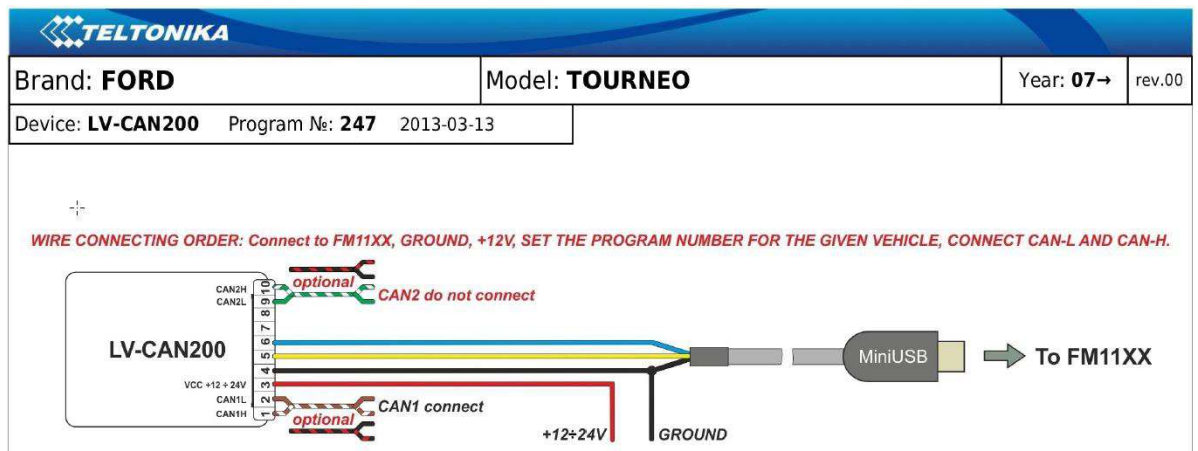 TELTONIKA
Brand: FORD
Model: TOURNEO
Year: 07→
rev.00
Device: LV-CAN200 Program №: 247 2013-03-13
WIRE CONNECTING ORDER: Connect to FM11XX, GROUND, +12V, SET THE PROGRAM NUMBER FOR THE GIVEN VEHICLE, CONNECT CAN-L AND CAN-H.
optional
CAN2H 10
CAN2L 9
CAN2 do not connect
8
7
6
LV-CAN200
5
MiniUSB
To FM11XX
4
VCC +12 ÷ 24V 3
CAN1L 2
CAN1 connect
CAN1H 1
optional
+12÷24V
GROUND